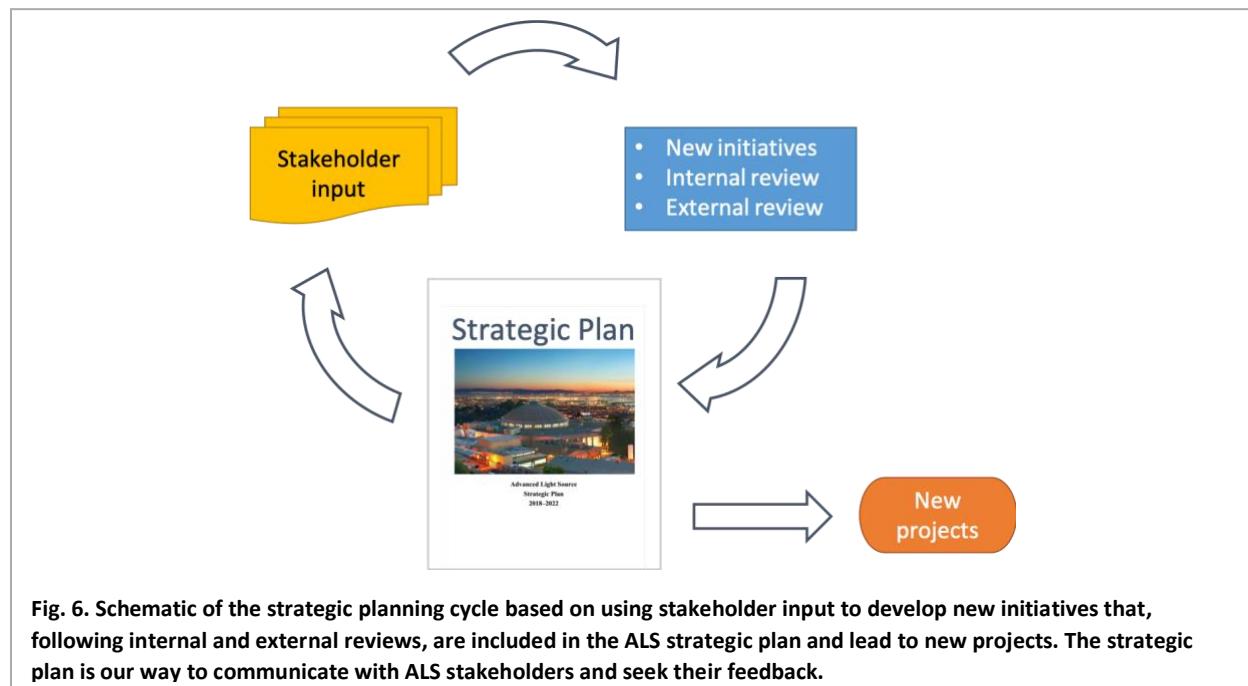 Stakeholder
input
• New initiatives
• Internal review
• External review
Strategic Plan
Advanced Light Source
Strategic Plan
2018–2022
New
projects
Fig. 6. Schematic of the strategic planning cycle based on using stakeholder input to develop new initiatives that,
following internal and external reviews, are included in the ALS strategic plan and lead to new projects. The strategic
plan is our way to communicate with ALS stakeholders and seek their feedback.